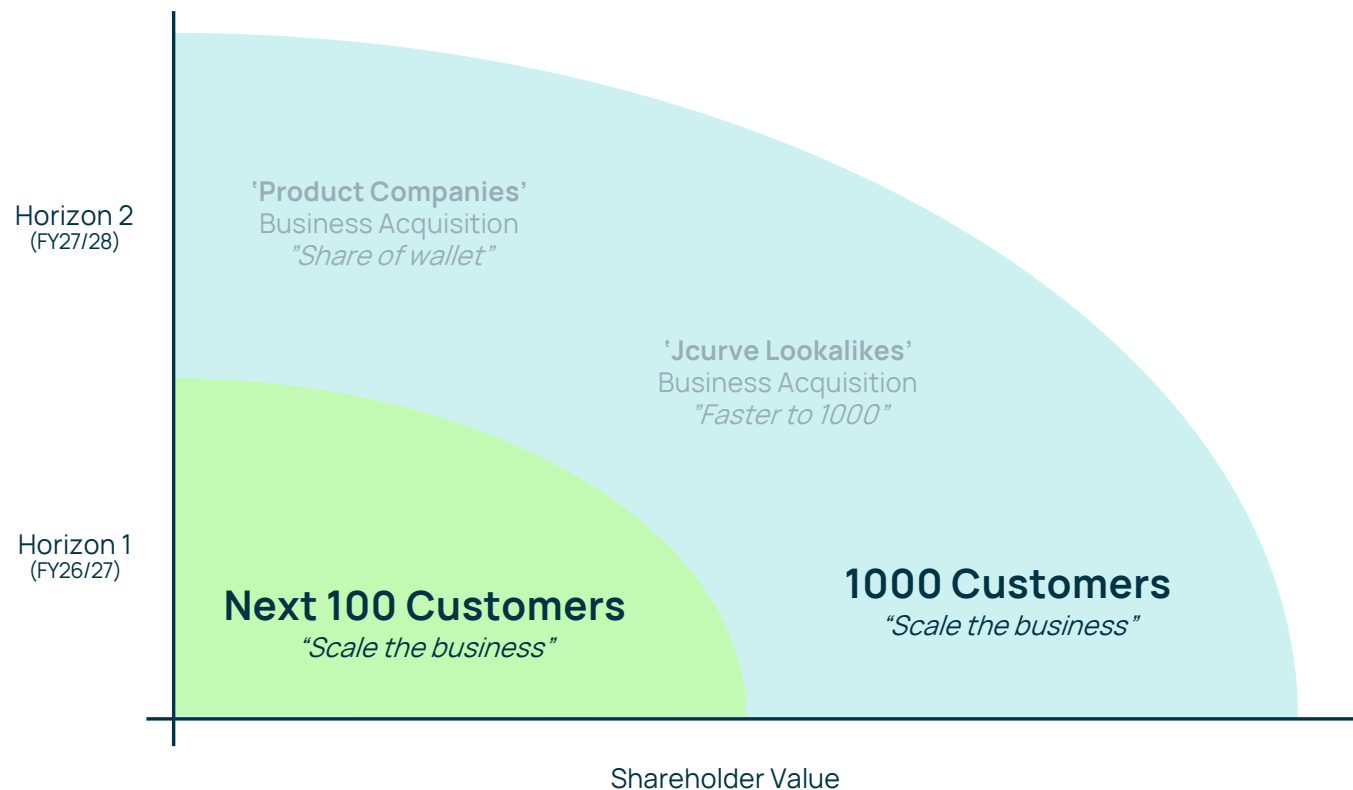 ‘Product Companies’
Business Acquisition
”Share of wallet”
Horizon 2
(FY27/28)
‘Jcurve Lookalikes’
Business Acquisition
”Faster to 1000”
Horizon 1
(FY26/27)
Next 100 Customers
“Scale the business”
1000 Customers
“Scale the business”
Shareholder Value